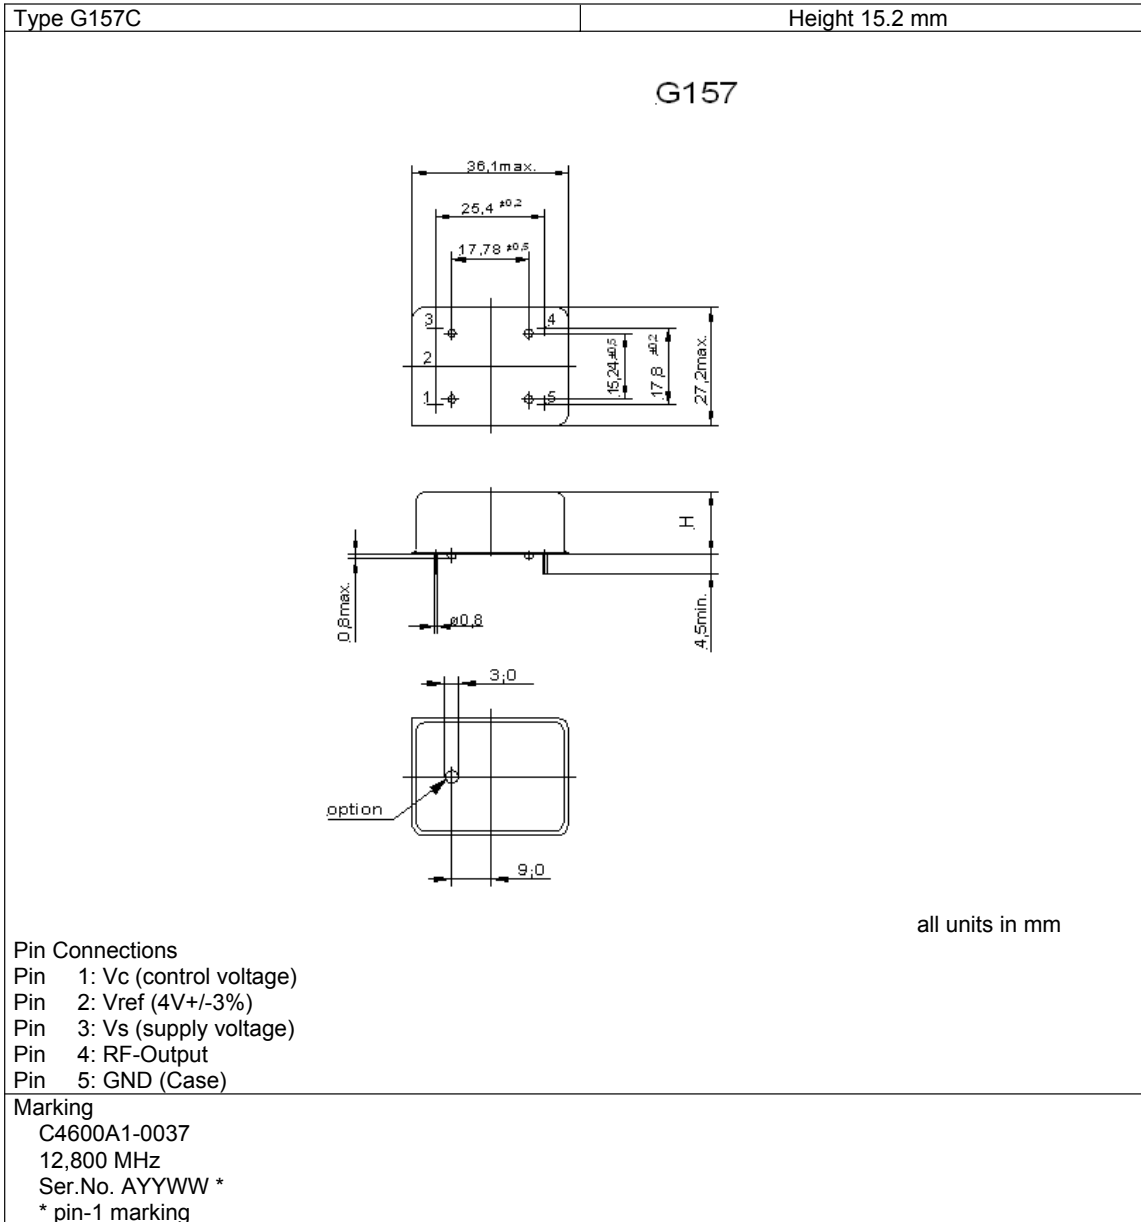 Type G157C Height 15.2 mm
G157
36,1max.
25,4 ±0,2
17,78 ±0,5
3 4
2
1 5
15,24 ±0,5
17,8 ±0,2
27,2max.
H
0,8max.
ø0,8
4,5min.
3,0
option
9,0
all units in mm
Pin Connections
Pin 1: Vc (control voltage)
Pin 2: Vref (4V+/-3%)
Pin 3: Vs (supply voltage)
Pin 4: RF-Output
Pin 5: GND (Case)
Marking
C4600A1-0037
12,800 MHz
Ser.No. AYYWW *
* pin-1 marking